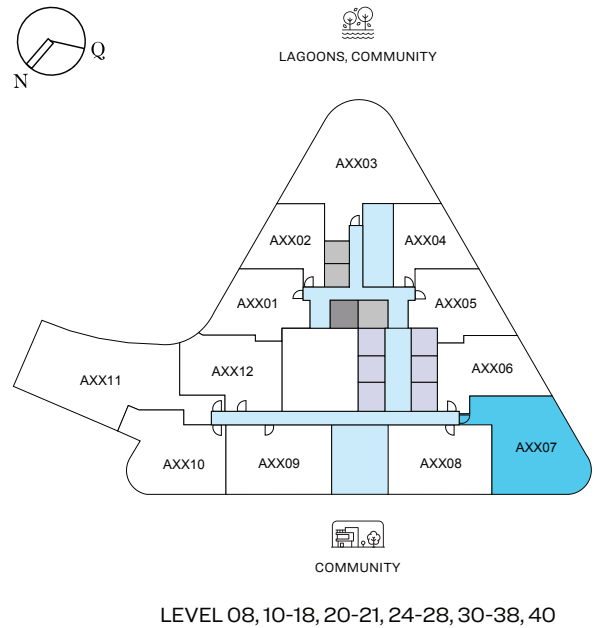 Q
N
LAGOONS, COMMUNITY
AXX03
AXX02
AXX04
AXX01
AXX05
AXX06
AXX12
AXX11
AXX07
AXX10
AXX09
AXX08
COMMUNITY
LEVEL 08, 10-18, 20-21, 24-28, 30-38, 40